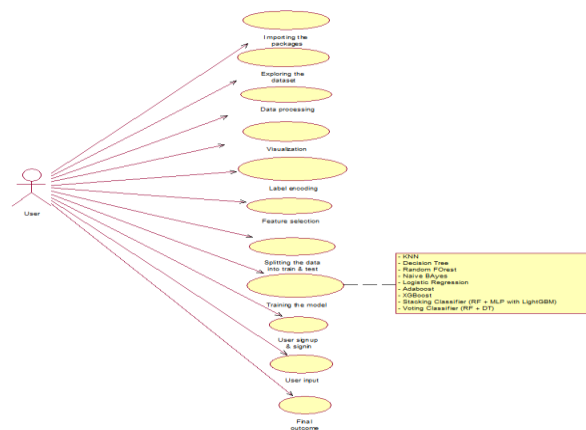 Importing the
packages
Exploring the
dataset
Data processing
Visualization
Label encoding
User
Feature selection
Splitting the data
into train & test
- KNN
- Decision Tree
- Random FOrest
- Naive BAyes
- Logistic Regression
- Adaboost
- XGBoost
- Stacking Classifier (RF + MLP with LightGBM)
- Voting Classifier (RF + DT)
Training the model
User signup
& signin
User input
Final
outcome